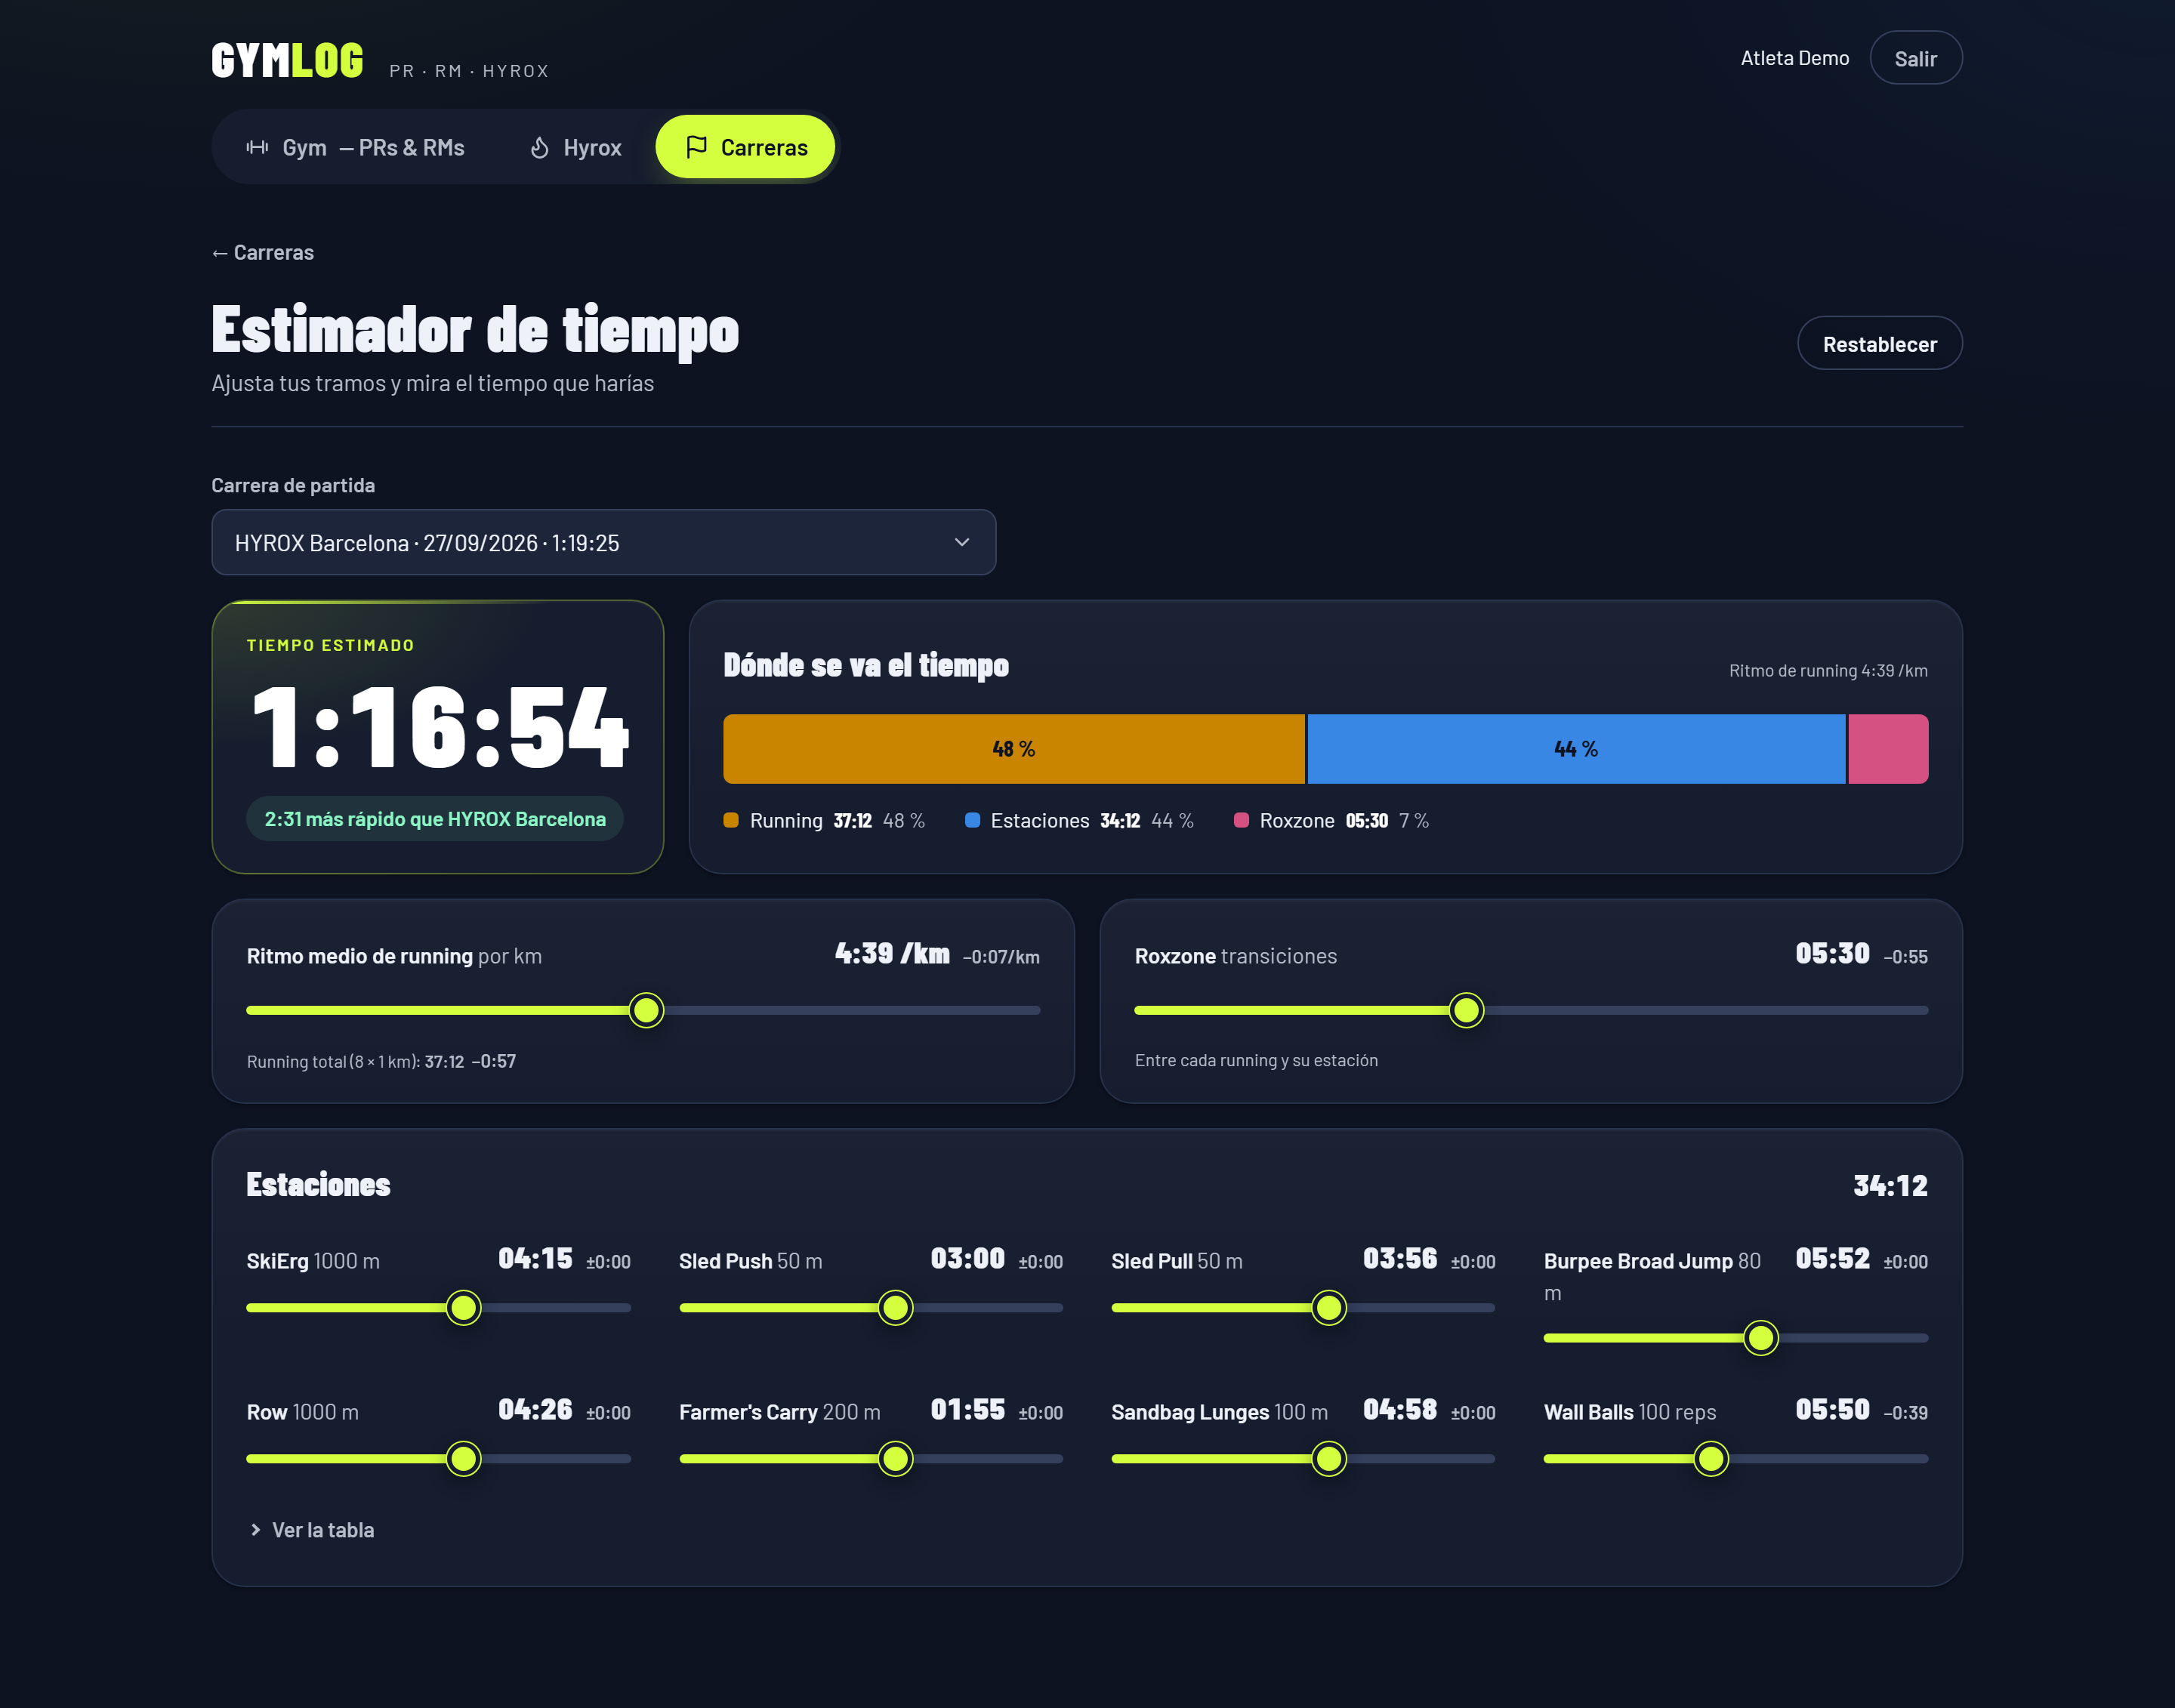 GYMLOG PR · RM · HYROX
Atleta Demo Salir
Gym — PRs & RMs Hyrox Carreras
← Carreras
Estimador de tiempo
Restablecer
Ajusta tus tramos y mira el tiempo que harías
Carrera de partida
HYROX Barcelona · 27/09/2026 · 1:19:25
TIEMPO ESTIMADO
1:16:54
2:31 más rápido que HYROX Barcelona
Dónde se va el tiempo
Ritmo de running 4:39 /km
48 % 44 %
Running 37:12 48 % Estaciones 34:12 44 % Roxzone 05:30 7 %
Ritmo medio de running por km 4:39 /km −0:07/km
Running total (8 × 1 km): 37:12 −0:57
Roxzone transiciones 05:30 −0:55
Entre cada running y su estación
Estaciones 34:12
SkiErg 1000 m 04:15 ±0:00
Sled Push 50 m 03:00 ±0:00
Sled Pull 50 m 03:56 ±0:00
Burpee Broad Jump 80 05:52 ±0:00
m
Row 1000 m 04:26 ±0:00
Farmer's Carry 200 m 01:55 ±0:00
Sandbag Lunges 100 m 04:58 ±0:00
Wall Balls 100 reps 05:50 −0:39
Ver la tabla